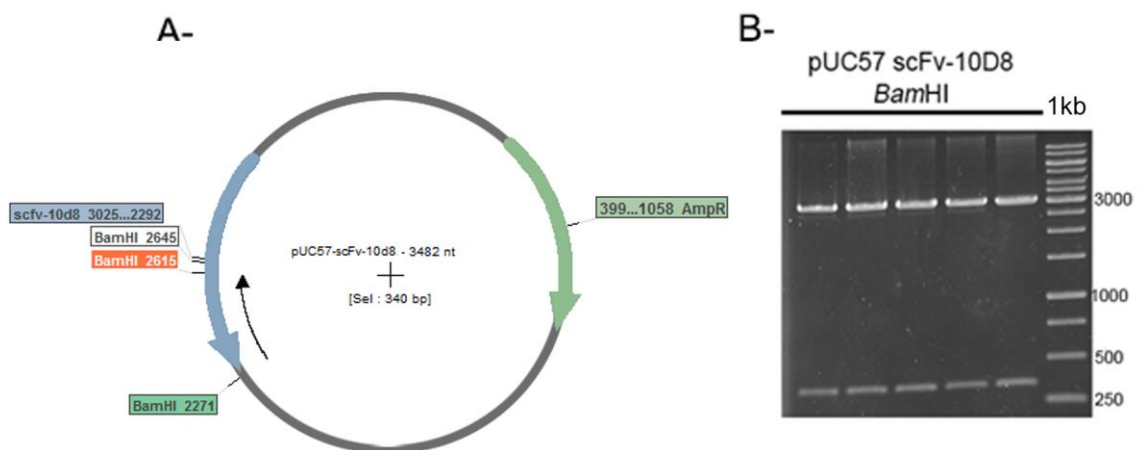 A-
scfv-10d8 3025...2292
BamHI 2645
BamHI 2615
BamHI 2271
pUC57-scFv-10d8 - 3482 nt
[Sel : 340 bp]
399...1058 AmpR
B-
pUC57 scFv-10D8
BamHI
1kb
3000
1000
500
250